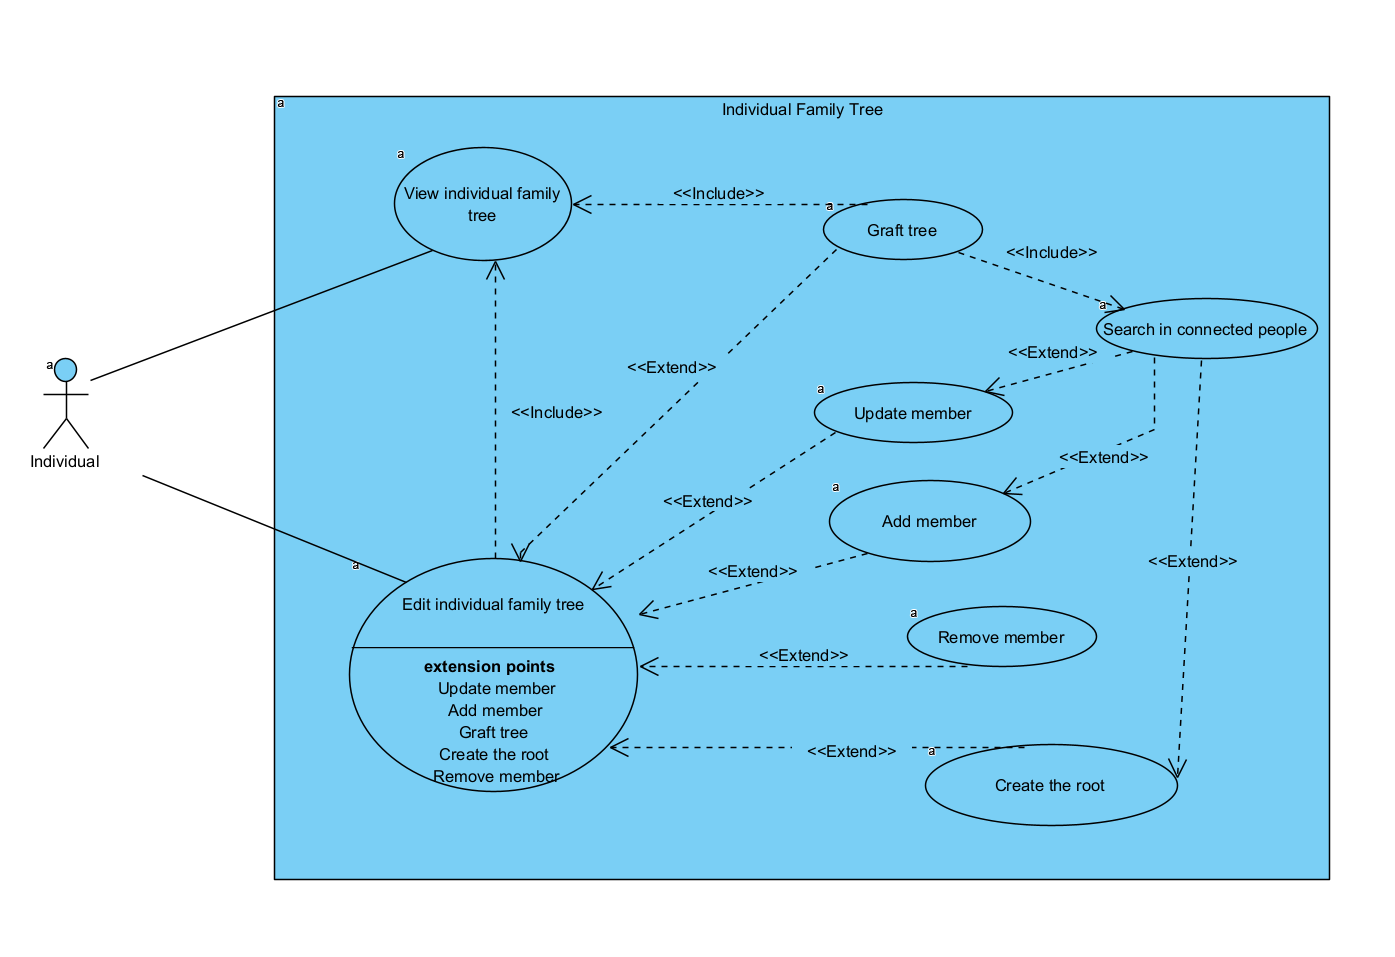 a
Individual Family Tree
a
View individual family
tree
<<Include>>
a
Graft tree
<<Include>>
a
Search in connected people
<<Extend>>
<<Extend>>
a
Individual
a
Update member
<<Include>>
<<Extend>>
<<Extend>>
a
Add member
<<Extend>>
<<Extend>>
a
Edit individual family tree
extension points
Update member
Add member
Graft tree
Create the root
Remove member
a
Remove member
<<Extend>>
<<Extend>>
a
Create the root